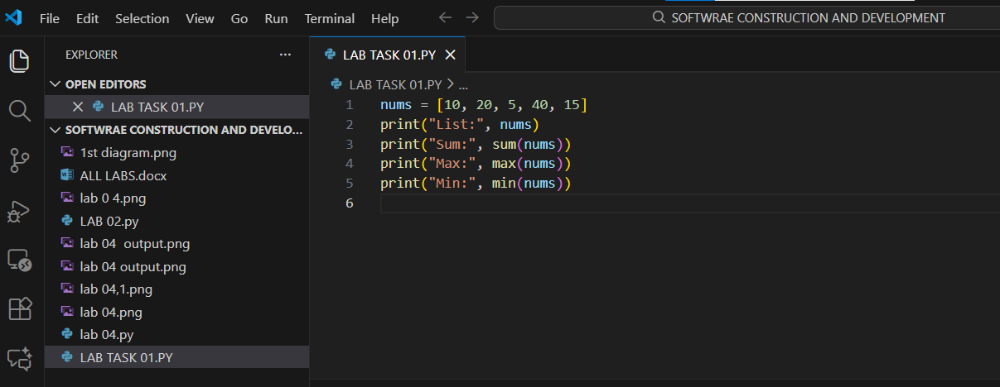 File Edit Selection View Go Run Terminal Help
SOFTWRAE CONSTRUCTION AND DEVELOPMENT
EXPLORER
OPEN EDITORS
LAB TASK 01.PY
SOFTWRAE CONSTRUCTION AND DEVELO...
1st diagram.png
ALL LABS.docx
lab 0 4.png
LAB 02.py
lab 04  output.png
lab 04 output.png
lab 04,1.png
lab 04.png
lab 04.py
LAB TASK 01.PY
LAB TASK 01.PY
LAB TASK 01.PY > ...
1 nums = [10, 20, 5, 40, 15]
2 print("List:", nums)
3 print("Sum:", sum(nums))
4 print("Max:", max(nums))
5 print("Min:", min(nums))
6